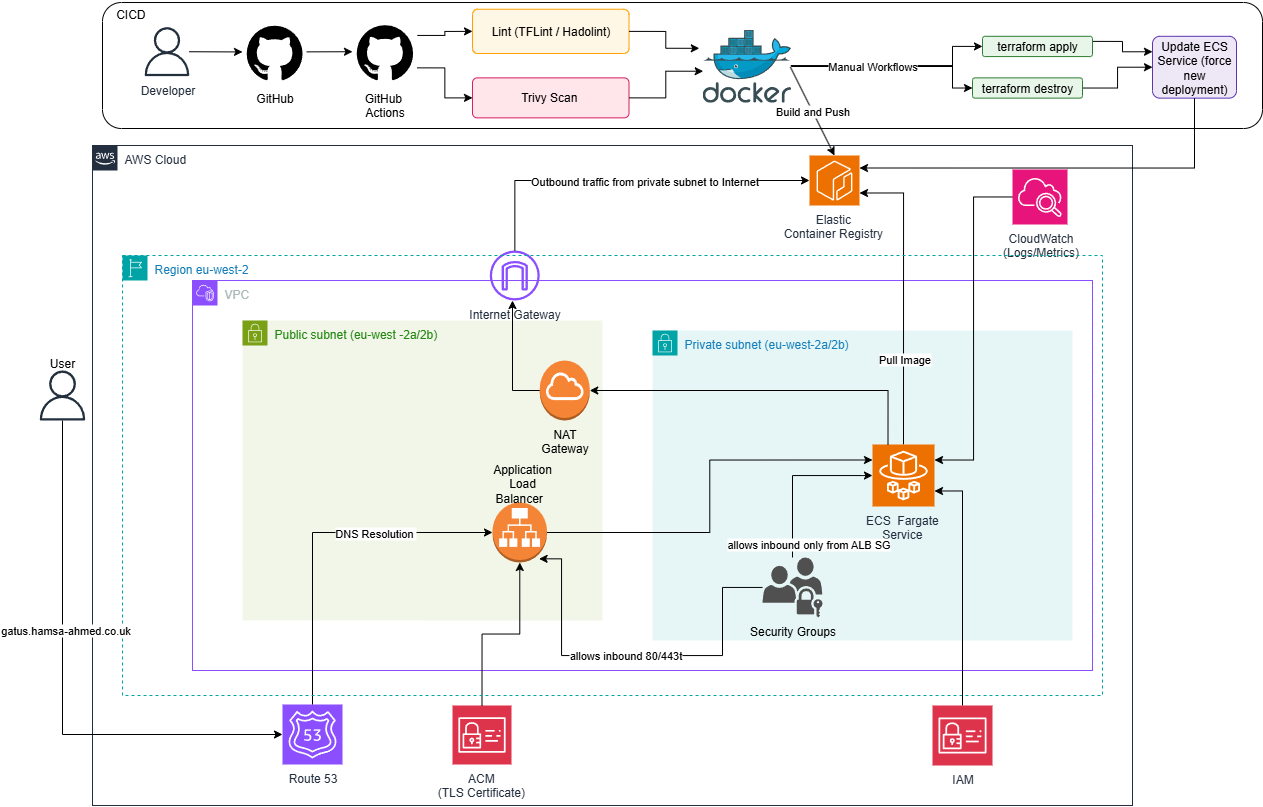 CICD
Developer
GitHub
GitHub
Actions
Lint (TFLint / Hadolint)
Trivy Scan
docker
Manual Workflows
Build and Push
terraform apply
terraform destroy
Update ECS
Service (force
new
deployment)
aws
AWS Cloud
Outbound traffic from private subnet to Internet
Elastic
Container Registry
CloudWatch
(Logs/Metrics)
Region eu-west-2
VPC
Internet Gateway
Public subnet (eu-west -2a/2b)
Private subnet (eu-west-2a/2b)
Pull Image
User
NAT
Gateway
Application
Load
Balancer
DNS Resolution
ECS  Fargate
Service
allows inbound only from ALB SG
Security Groups
gatus.hamsa-ahmed.co.uk
allows inbound 80/443t
53
Route 53
ACM
(TLS Certificate)
IAM